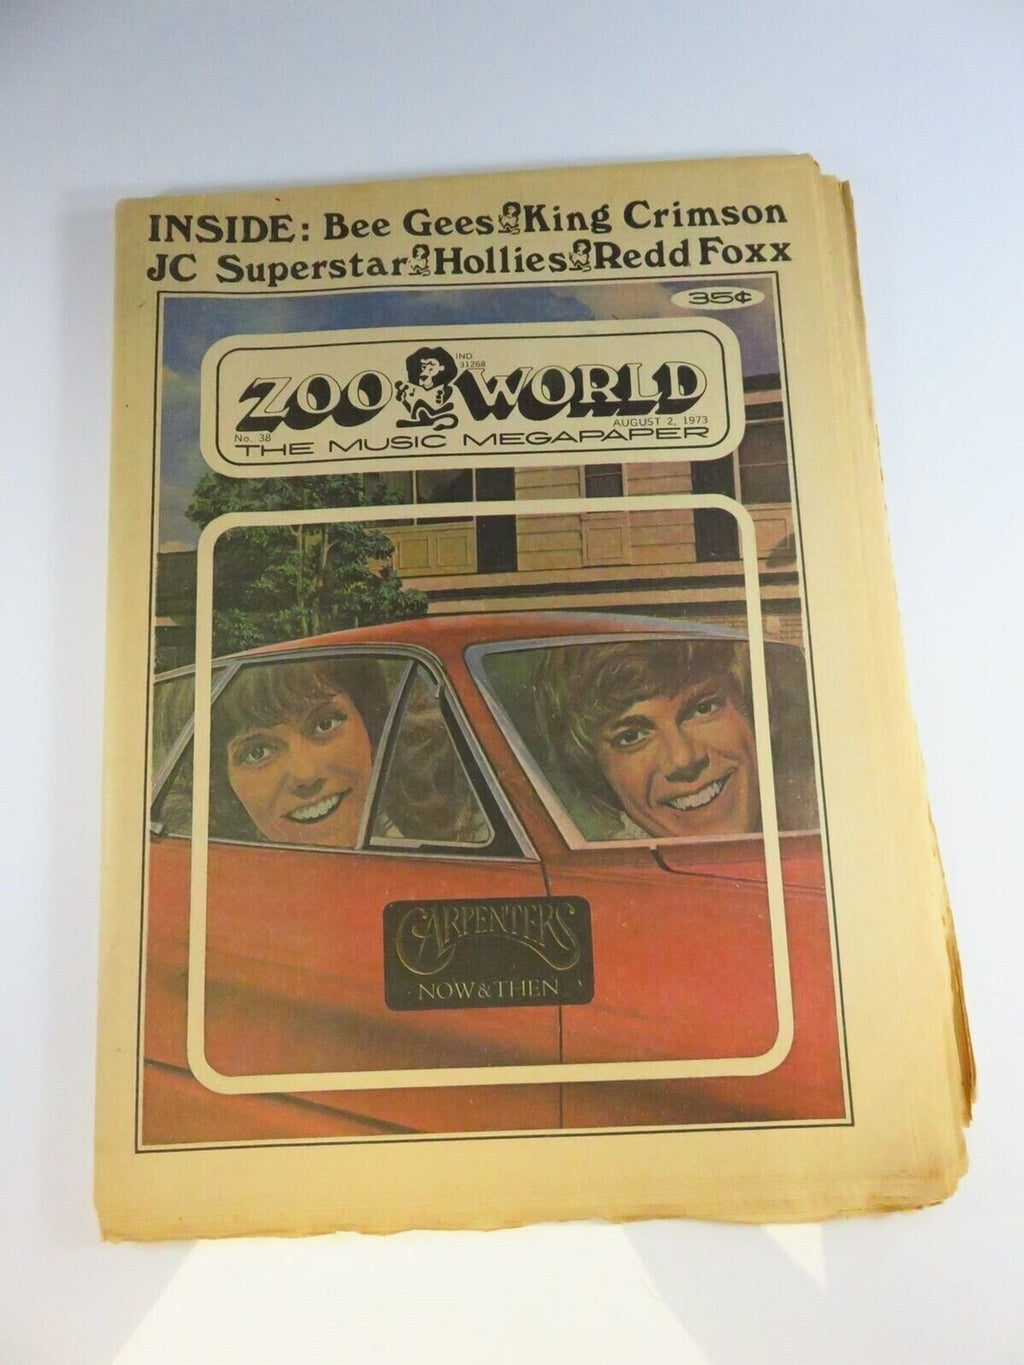 INSIDE: Bee Gees King Crimson
JC Superstar Hollies Redd Foxx
35¢
ZOO WORLD
IND
31268
No. 38
AUGUST 2, 1973
THE MUSIC MEGAPAPER
CARPENTERS
NOW & THEN